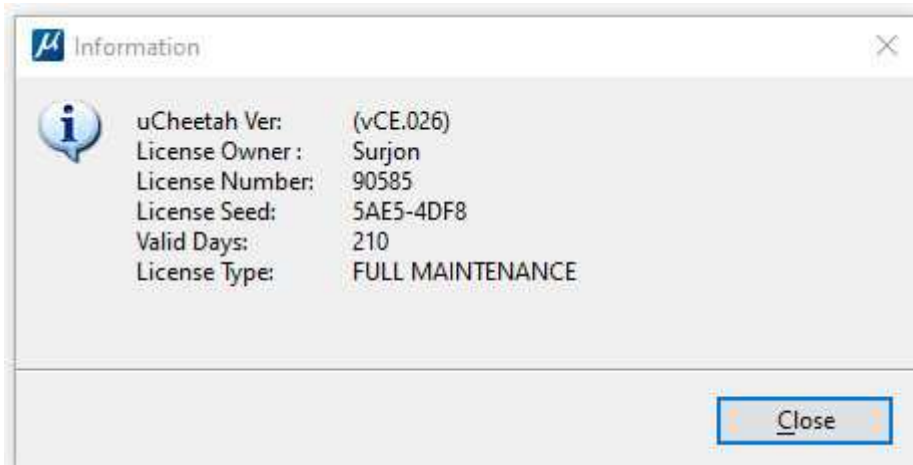 µ Information
uCheetah Ver: (vCE.026)
License Owner : Surjon
License Number: 90585
License Seed: 5AE5-4DF8
Valid Days: 210
License Type: FULL MAINTENANCE
Close